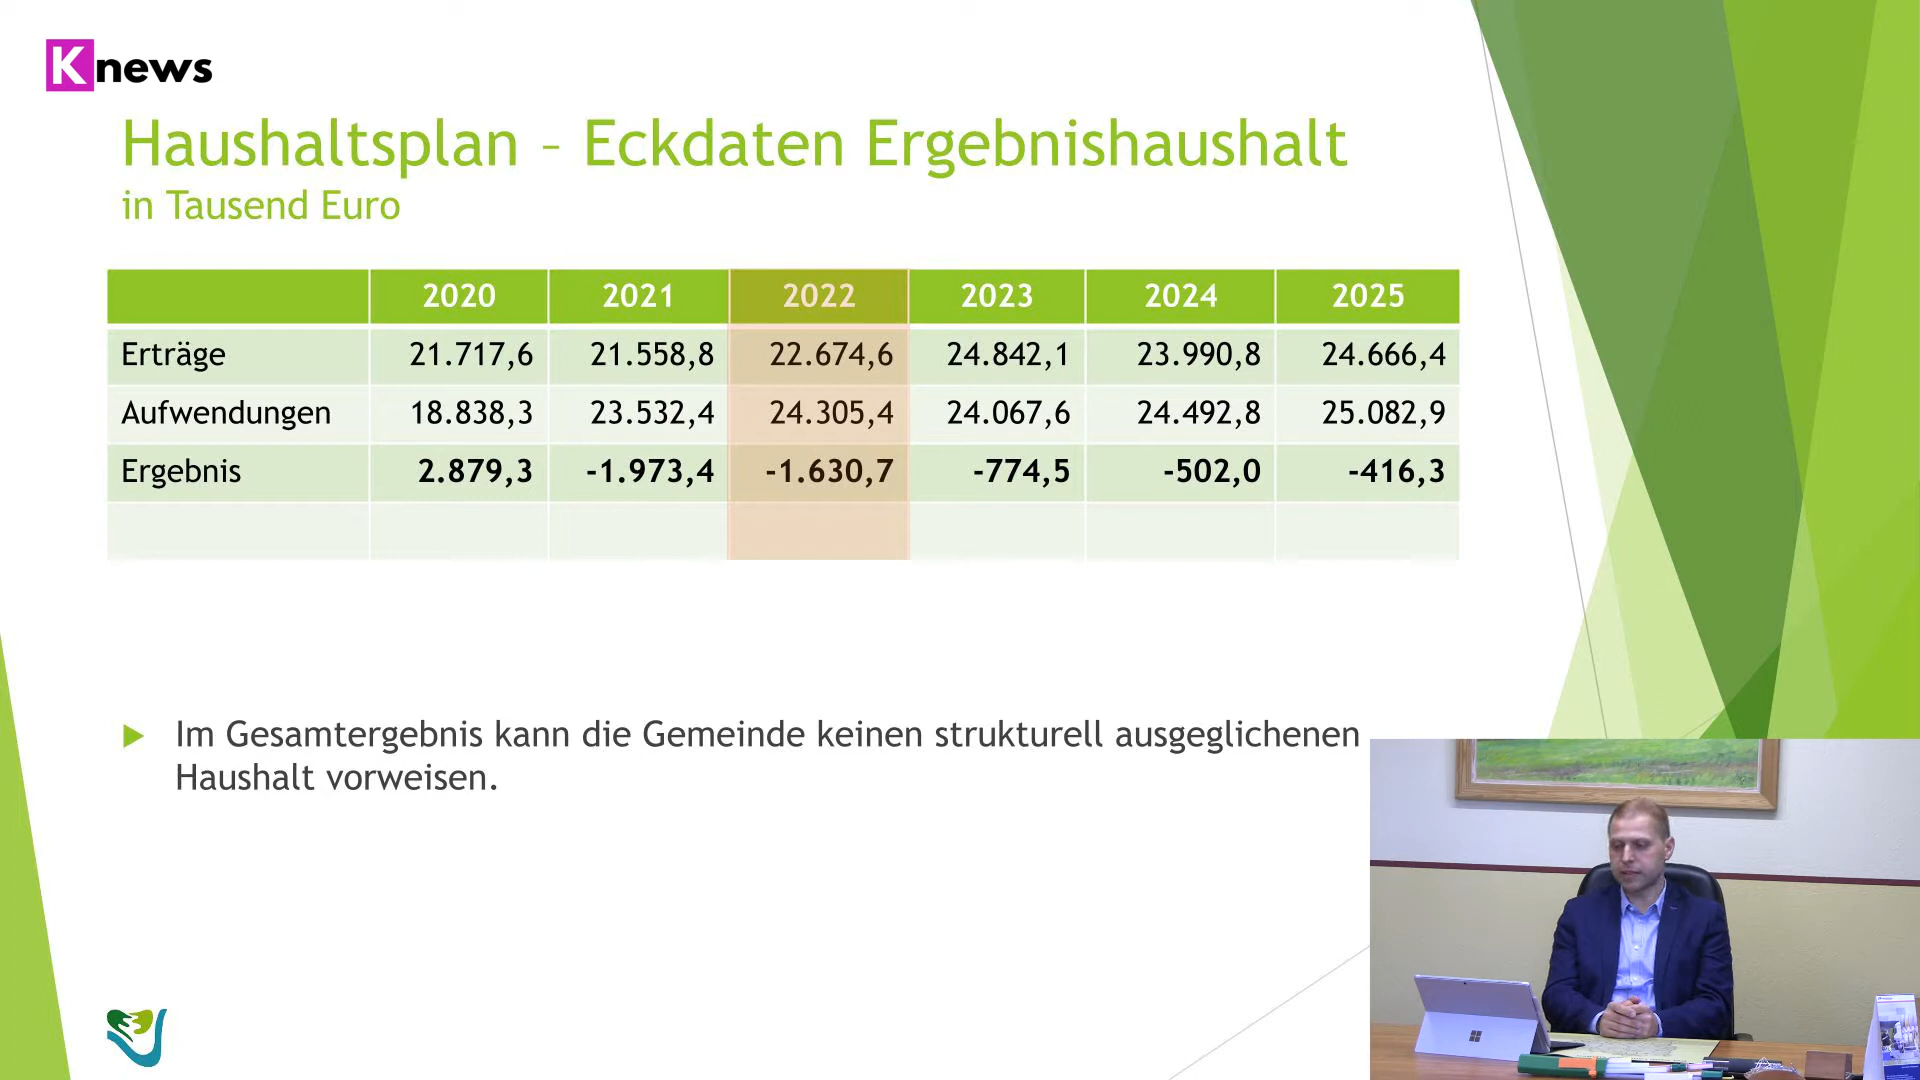 K news
Haushaltsplan – Eckdaten Ergebnishaushalt
in Tausend Euro
2020 2021 2022 2023 2024 2025
Erträge 21.717,6 21.558,8 22.674,6 24.842,1 23.990,8 24.666,4
Aufwendungen 18.838,3 23.532,4 24.305,4 24.067,6 24.492,8 25.082,9
Ergebnis 2.879,3 -1.973,4 -1.630,7 -774,5 -502,0 -416,3
Im Gesamtergebnis kann die Gemeinde keinen strukturell ausgeglichenen
Haushalt vorweisen.